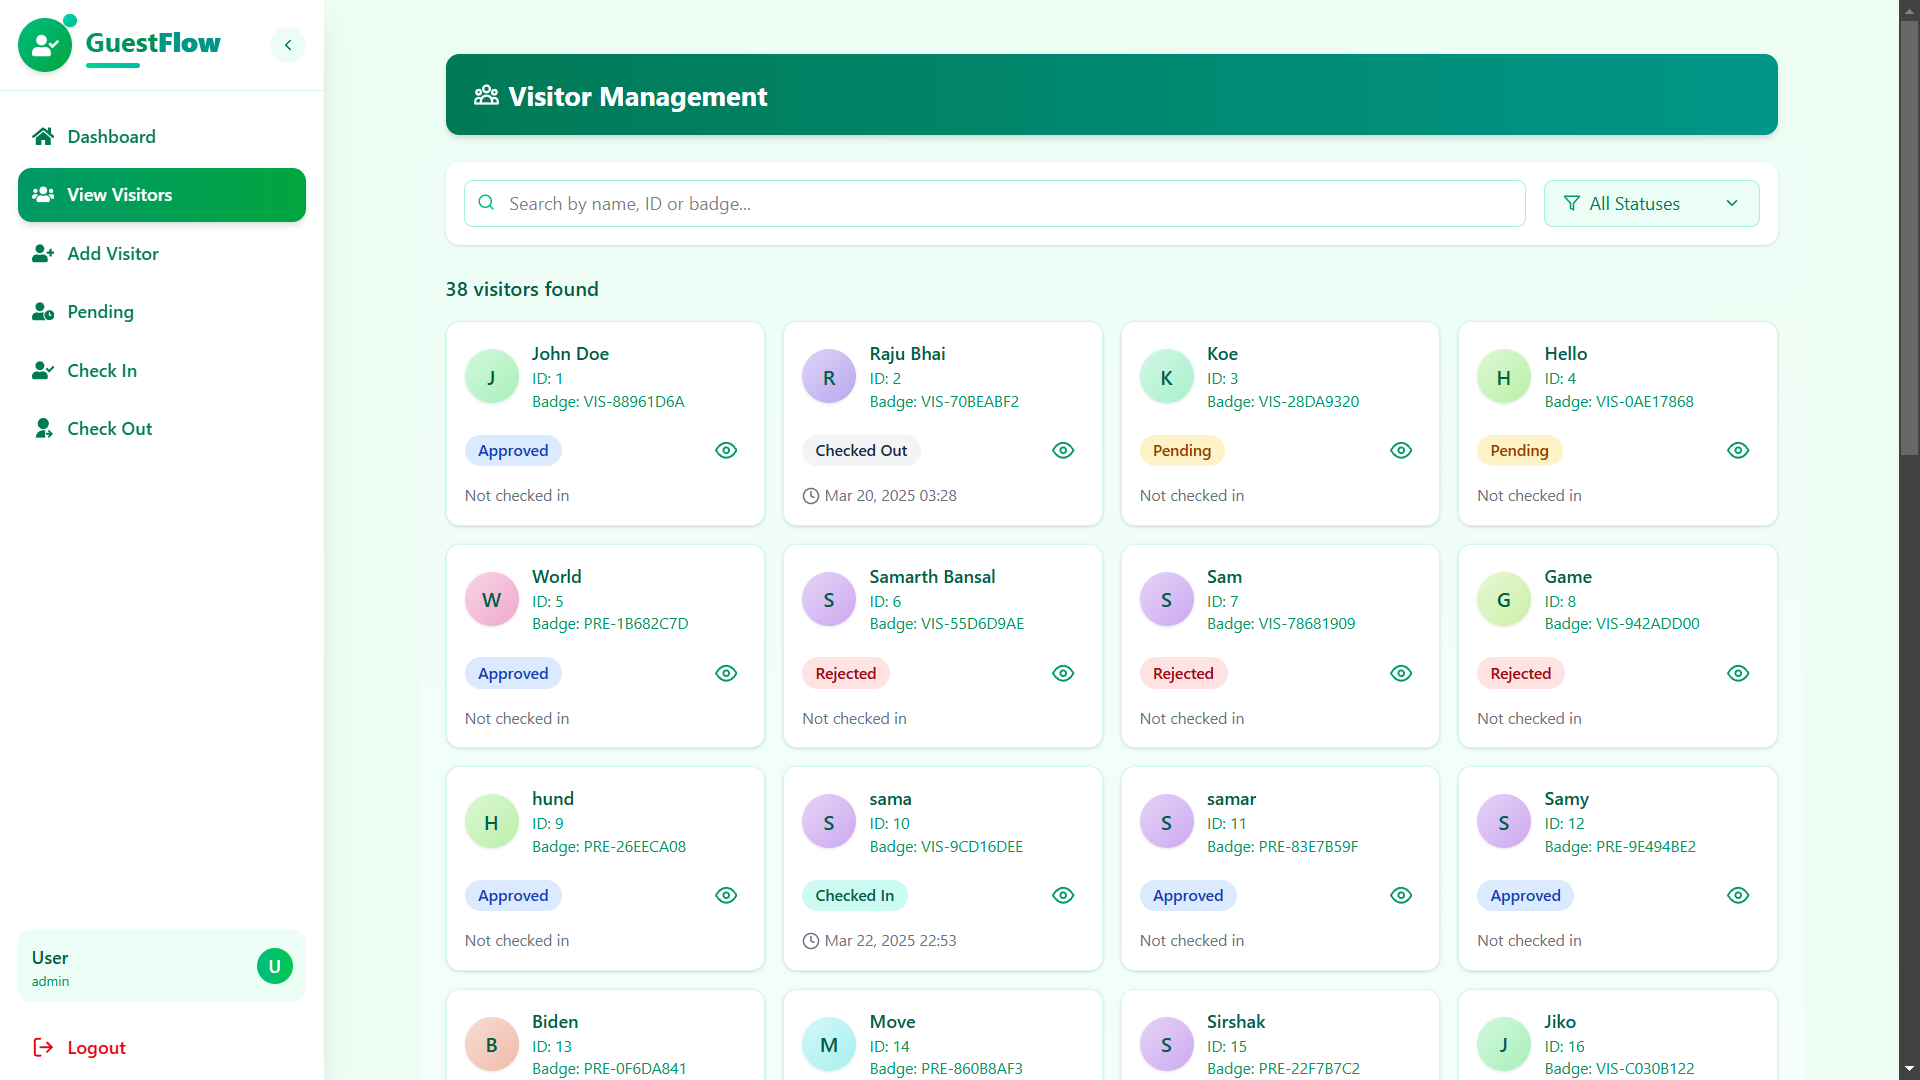 GuestFlow
Dashboard
View Visitors
Add Visitor
Pending
Check In
Check Out
User
admin
U
Logout
Visitor Management
Search by name, ID or badge...
All Statuses
38 visitors found
J
John Doe
ID: 1
Badge: VIS-88961D6A
Approved
Not checked in
R
Raju Bhai
ID: 2
Badge: VIS-70BEABF2
Checked Out
Mar 20, 2025 03:28
K
Koe
ID: 3
Badge: VIS-28DA9320
Pending
Not checked in
H
Hello
ID: 4
Badge: VIS-0AE17868
Pending
Not checked in
W
World
ID: 5
Badge: PRE-1B682C7D
Approved
Not checked in
S
Samarth Bansal
ID: 6
Badge: VIS-55D6D9AE
Rejected
Not checked in
S
Sam
ID: 7
Badge: VIS-78681909
Rejected
Not checked in
G
Game
ID: 8
Badge: VIS-942ADD00
Rejected
Not checked in
H
hund
ID: 9
Badge: PRE-26EECA08
Approved
Not checked in
S
sama
ID: 10
Badge: VIS-9CD16DEE
Checked In
Mar 22, 2025 22:53
S
samar
ID: 11
Badge: PRE-83E7B59F
Approved
Not checked in
S
Samy
ID: 12
Badge: PRE-9E494BE2
Approved
Not checked in
B
Biden
ID: 13
Badge: PRE-0F6DA841
M
Move
ID: 14
Badge: PRE-860B8AF3
S
Sirshak
ID: 15
Badge: PRE-22F7B7C2
J
Jiko
ID: 16
Badge: VIS-C030B122